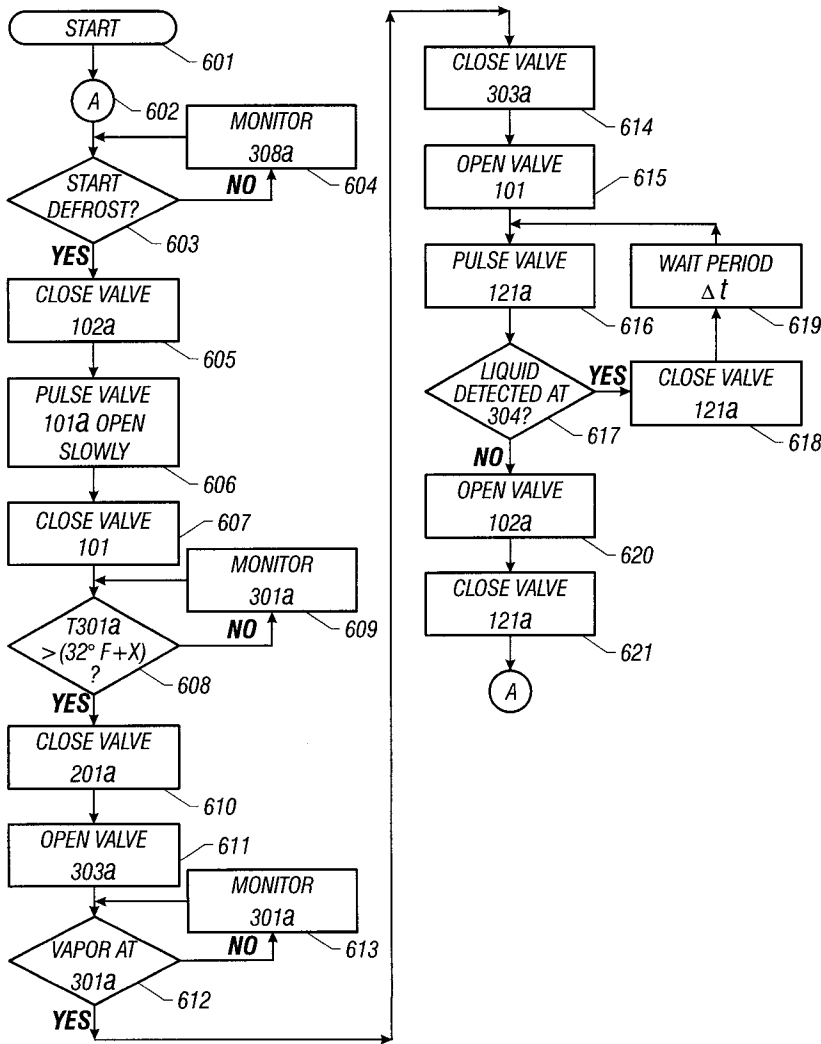 START
601
A
602
MONITOR
308a
604
START
DEFROST?
NO
603
YES
CLOSE VALVE
102a
605
PULSE VALVE
101a OPEN
SLOWLY
606
CLOSE VALVE
101
607
MONITOR
301a
609
T301a
>(32° F+X)
?
NO
608
YES
CLOSE VALVE
201a
610
OPEN VALVE
303a
611
MONITOR
301a
613
VAPOR AT
301a
NO
612
YES
CLOSE VALVE
303a
614
OPEN VALVE
101
615
PULSE VALVE
121a
616
WAIT PERIOD
Δt
619
LIQUID
DETECTED AT
304?
YES
617
CLOSE VALVE
121a
618
NO
OPEN VALVE
102a
620
CLOSE VALVE
121a
621
A